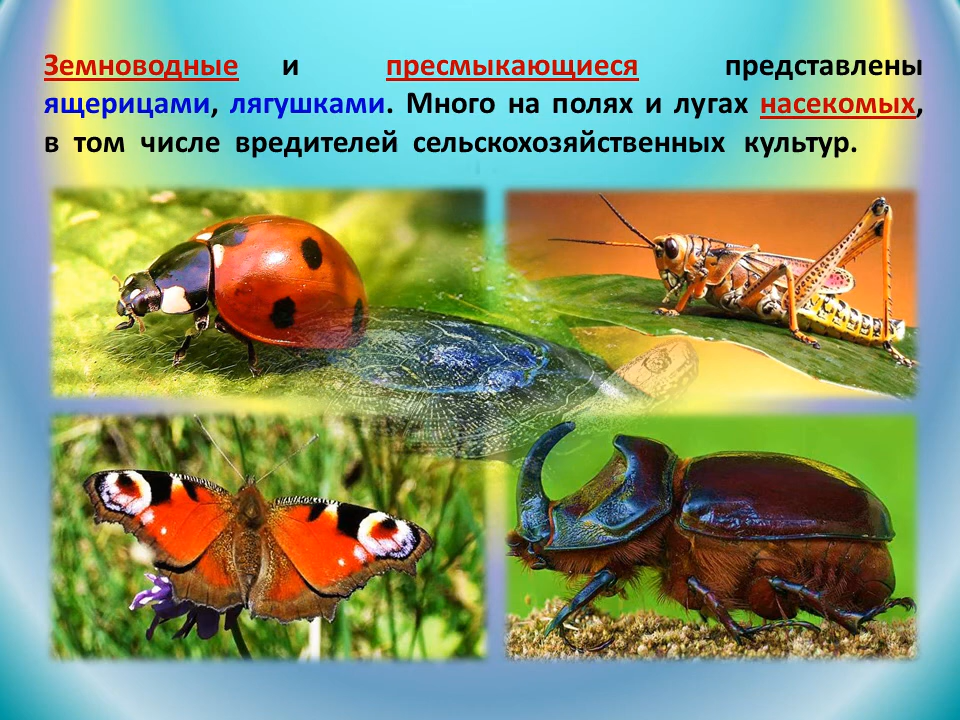 Земноводные и пресмыкающиеся представлены
ящерицами, лягушками. Много на полях и лугах насекомых,
в том числе вредителей сельскохозяйственных культур.